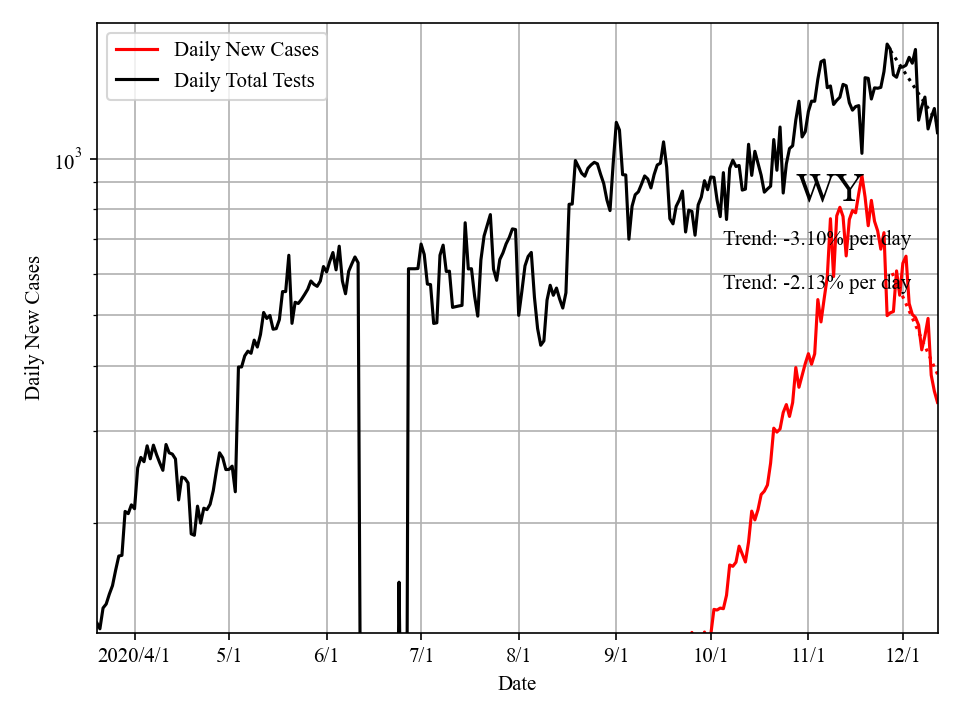 Daily New Cases
Daily Total Tests
10^3
WY
Trend: -3.10% per day
Trend: -2.13% per day
Daily New Cases
2020/4/1 5/1 6/1 7/1 8/1 9/1 10/1 11/1 12/1
Date